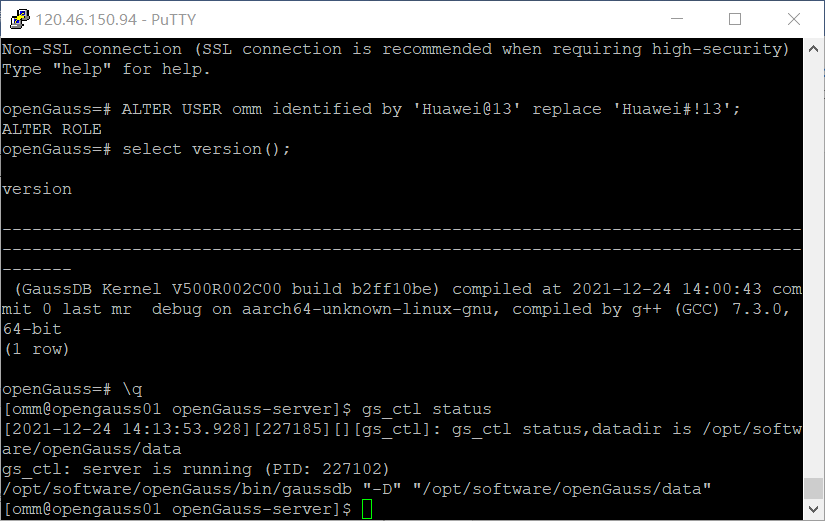 120.46.150.94 - PuTTY
Non-SSL connection (SSL connection is recommended when requiring high-security)
Type "help" for help.
openGauss=# ALTER USER omm identified by 'Huawei@13' replace 'Huawei#!13';
ALTER ROLE
openGauss=# select version();
version
--------------------------------------------------------------------------------
--------------------------------------------------------------------------------
-------
(GaussDB Kernel V500R002C00 build b2ff10be) compiled at 2021-12-24 14:00:43 com
mit 0 last mr  debug on aarch64-unknown-linux-gnu, compiled by g++ (GCC) 7.3.0,
64-bit
(1 row)
openGauss=# \q
[omm@opengauss01 openGauss-server]$ gs_ctl status
[2021-12-24 14:13:53.928][227185][][gs_ctl]: gs_ctl status,datadir is /opt/softw
are/openGauss/data
gs_ctl: server is running (PID: 227102)
/opt/software/openGauss/bin/gaussdb "-D" "/opt/software/openGauss/data"
[omm@opengauss01 openGauss-server]$